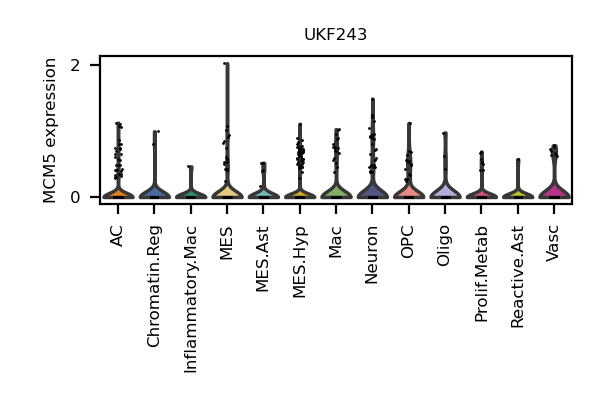 UKF243
MCM5 expression
2
0
AC
Chromatin.Reg
Inflammatory.Mac
MES
MES.Ast
MES.Hyp
Mac
Neuron
OPC
Oligo
Prolif.Metab
Reactive.Ast
Vasc